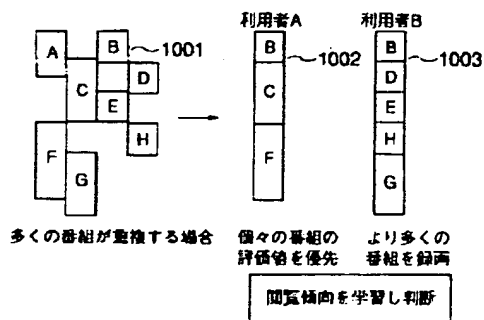 利用者A
利用者B
A
B
1001
C
D
E
F
G
H
B
1002
C
F
B
1003
D
E
H
G
多くの番組が重複する場合
個々の番組の
評価値を優先
より多くの
番組を録画
閲覧傾向を学習し判断